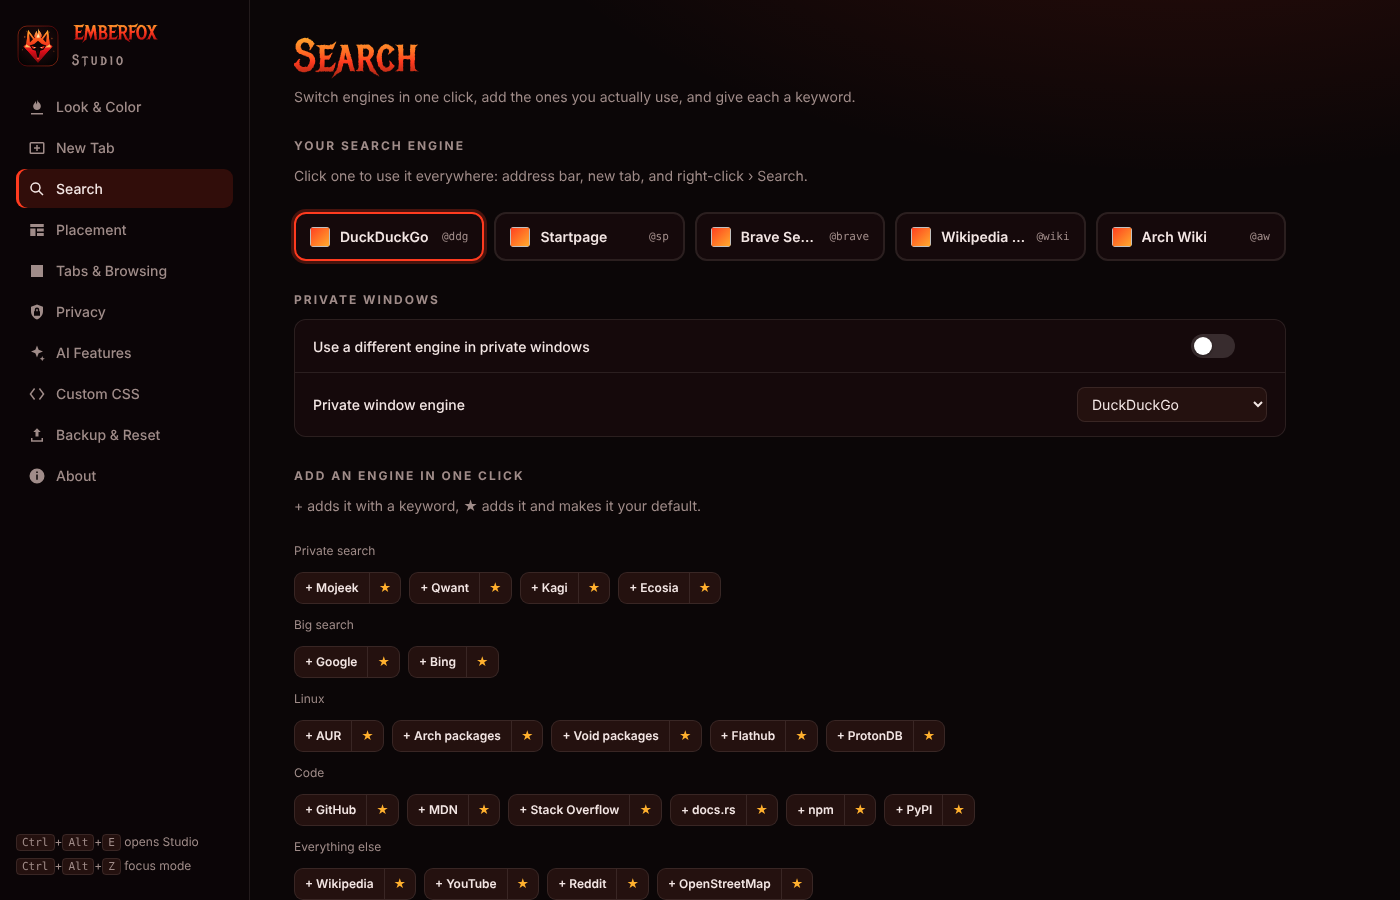 EMBERFOX
STUDIO
Look & Color
New Tab
Search
Placement
Tabs & Browsing
Privacy
AI Features
Custom CSS
Backup & Reset
About
Ctrl+Alt+E opens Studio
Ctrl+Alt+Z focus mode
SEARCH
Switch engines in one click, add the ones you actually use, and give each a keyword.
YOUR SEARCH ENGINE
Click one to use it everywhere: address bar, new tab, and right-click › Search.
DuckDuckGo @ddg
Startpage @sp
Brave Se... @brave
Wikipedia ... @wiki
Arch Wiki @aw
PRIVATE WINDOWS
Use a different engine in private windows
Private window engine
DuckDuckGo
ADD AN ENGINE IN ONE CLICK
+ adds it with a keyword, ★ adds it and makes it your default.
Private search
+ Mojeek ★ + Qwant ★ + Kagi ★ + Ecosia ★
Big search
+ Google ★ + Bing ★
Linux
+ AUR ★ + Arch packages ★ + Void packages ★ + Flathub ★ + ProtonDB ★
Code
+ GitHub ★ + MDN ★ + Stack Overflow ★ + docs.rs ★ + npm ★ + PyPI ★
Everything else
+ Wikipedia ★ + YouTube ★ + Reddit ★ + OpenStreetMap ★